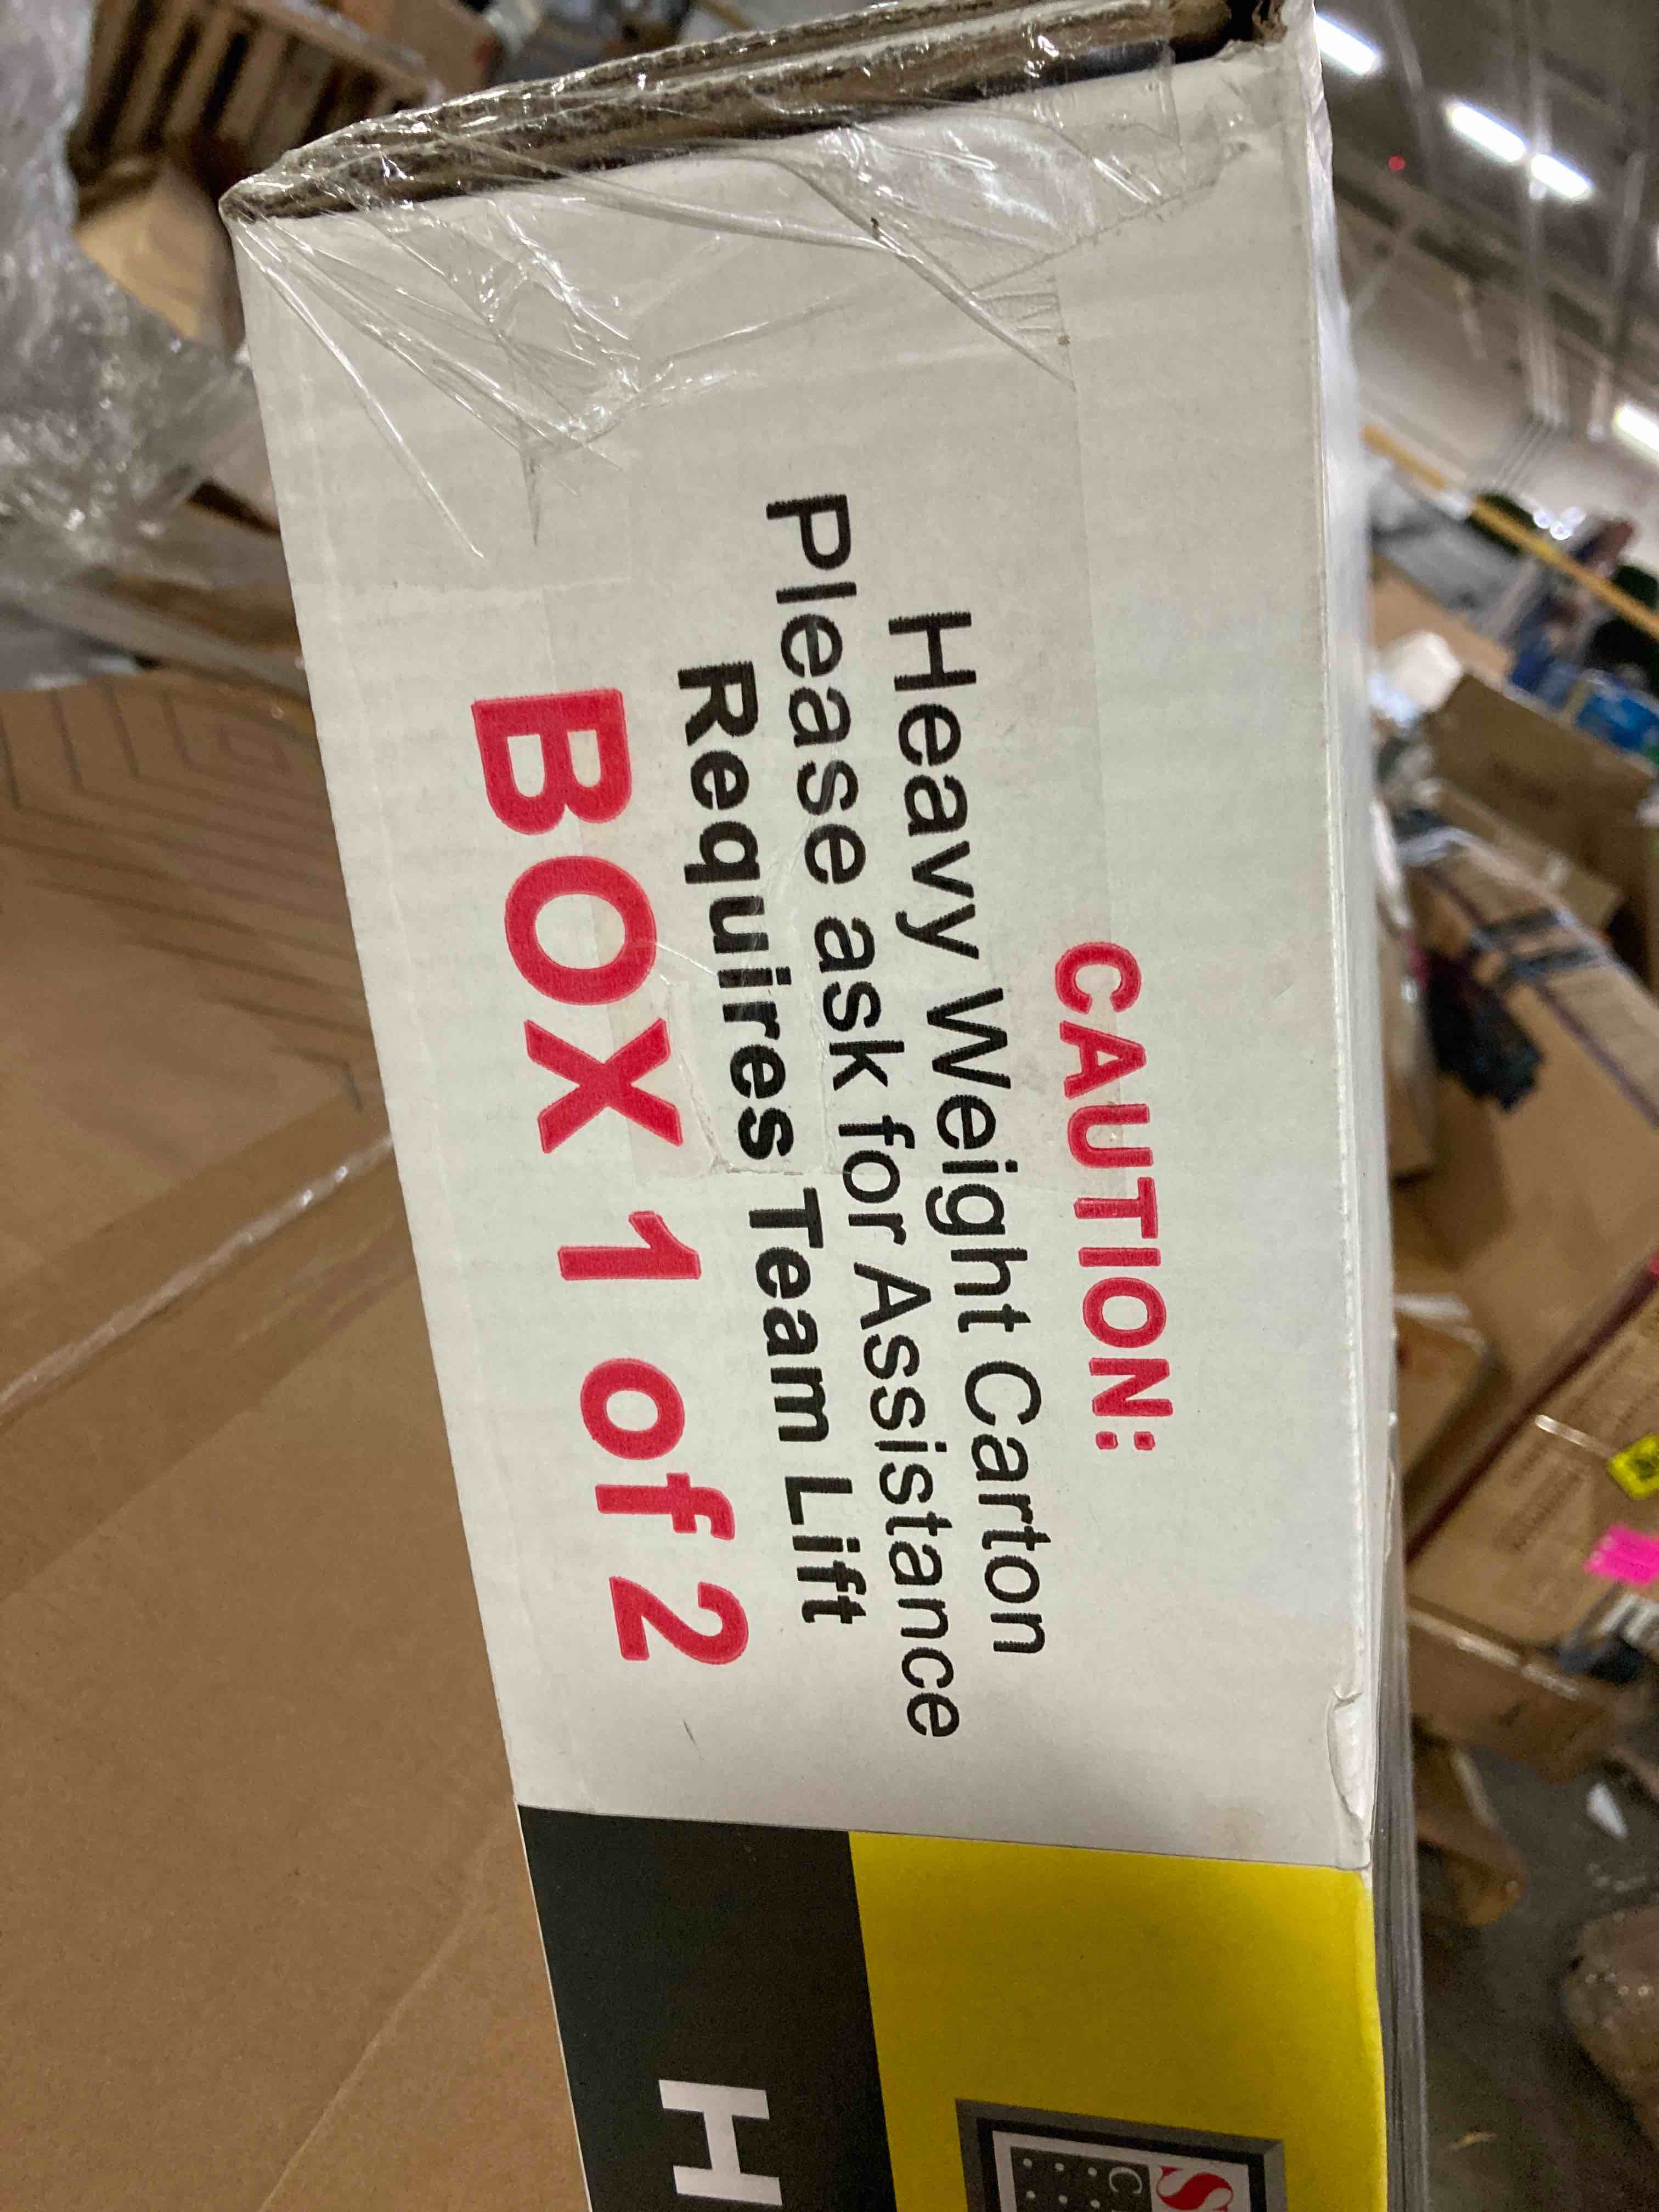 CAUTION:
Heavy Weight Carton
Please ask for Assistance
Requires Team Lift
BOX 1 of 2
H
S
C